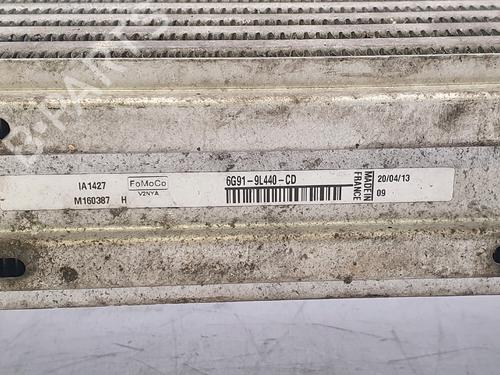 B-PARTS
IA1427
FoMoCo
V2NYA
M160387 H
6G91-9L440-CD
MADE IN
FRANCE
20/04/13
09